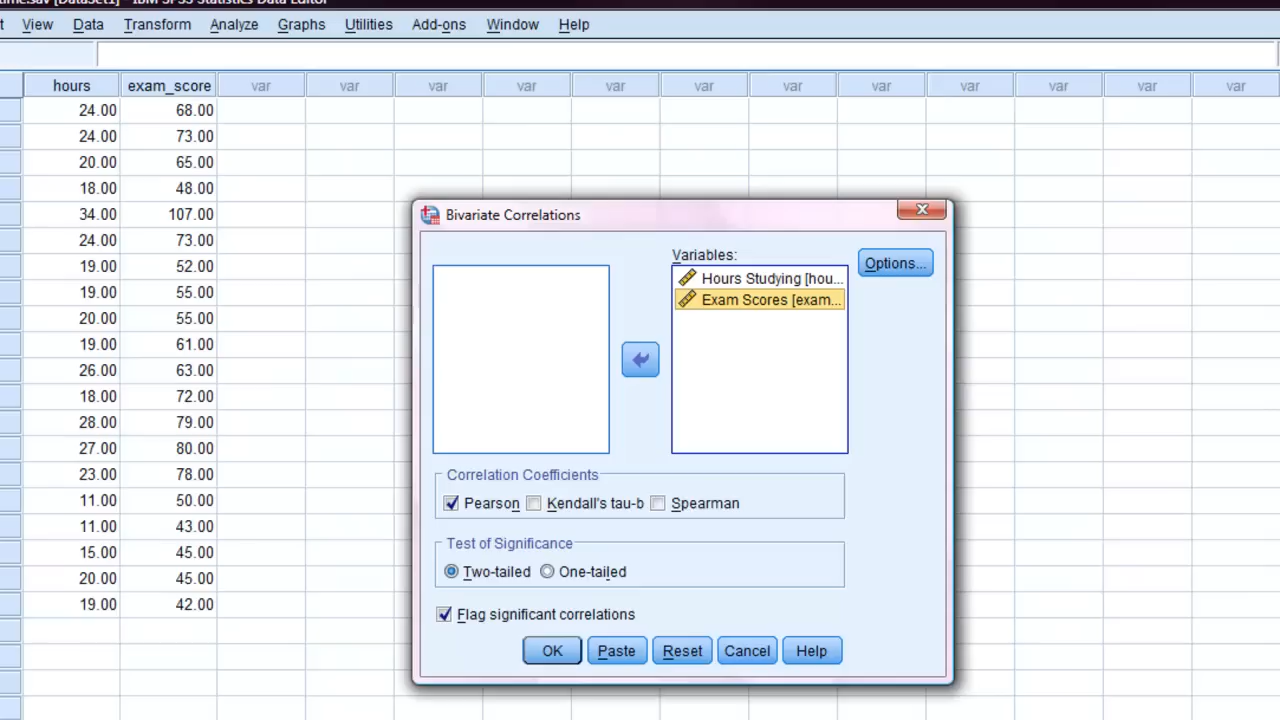 View Data Transform Analyze Graphs Utilities Add-ons Window Help
hours exam_score var var var var var var var var var var var var
24.00 68.00
24.00 73.00
20.00 65.00
18.00 48.00
34.00 107.00
24.00 73.00
19.00 52.00
19.00 55.00
20.00 55.00
19.00 61.00
26.00 63.00
18.00 72.00
28.00 79.00
27.00 80.00
23.00 78.00
11.00 50.00
11.00 43.00
15.00 45.00
20.00 45.00
19.00 42.00
Bivariate Correlations
Variables:
Options...
Hours Studying [hou...
Exam Scores [exam...
Correlation Coefficients
Pearson Kendall's tau-b Spearman
Test of Significance
Two-tailed One-tailed
Flag significant correlations
OK Paste Reset Cancel Help